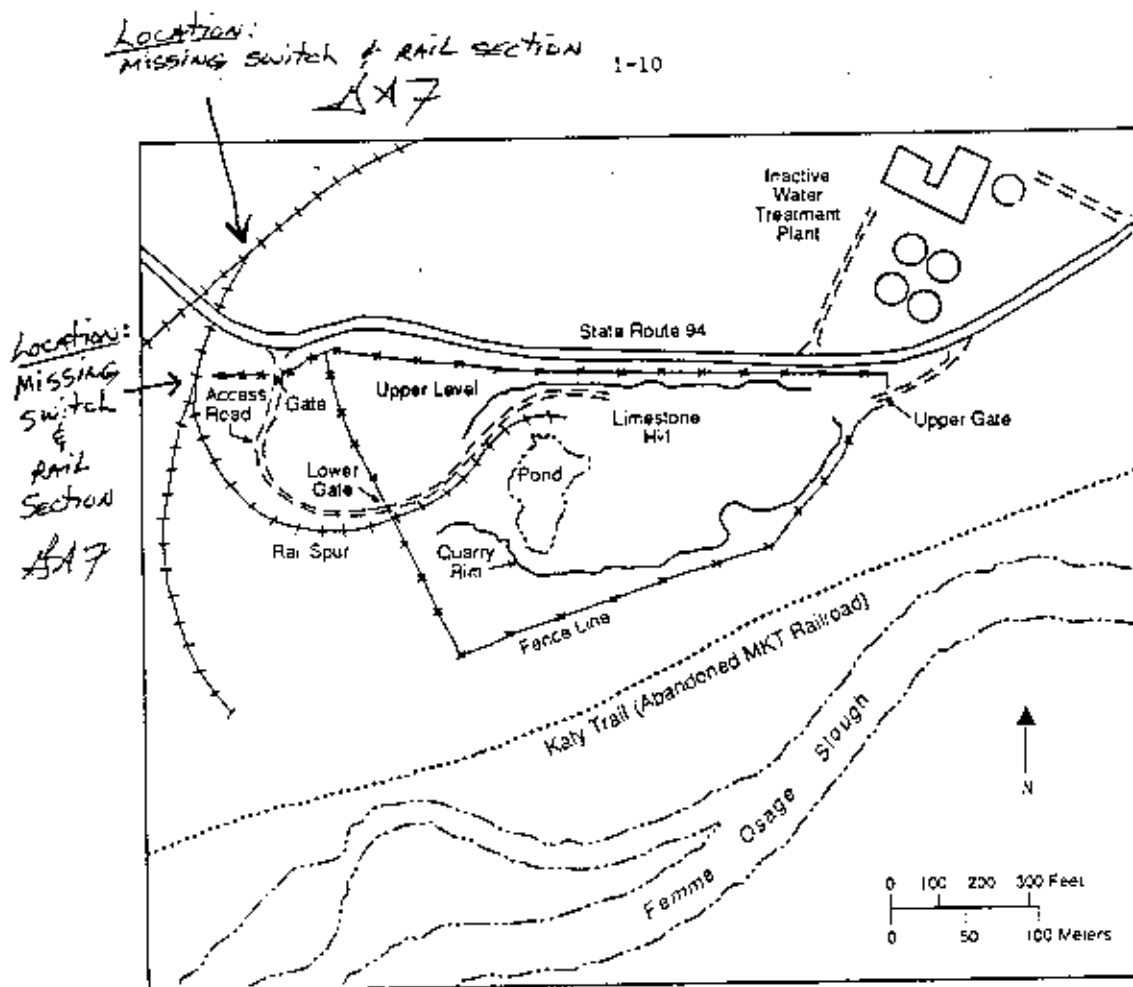 LOCATION:
MISSING SWITCH & RAIL SECTION
1-10
Inactive
Water
Treatment
Plant
State Route 94
LOCATION:
MISSING
SWITCH
&
RAIL
SECTION
Access
Road
Gate
Upper Level
Limestone
Upper Gate
Lower
Gate
Pond
Rai Spur
Quarry
Rim
Fence Line
Katy Trail (Abandoned MKT Railroad)
Femme Osage Slough
N
0 100 200 300 Feet
0 50 100 Meters